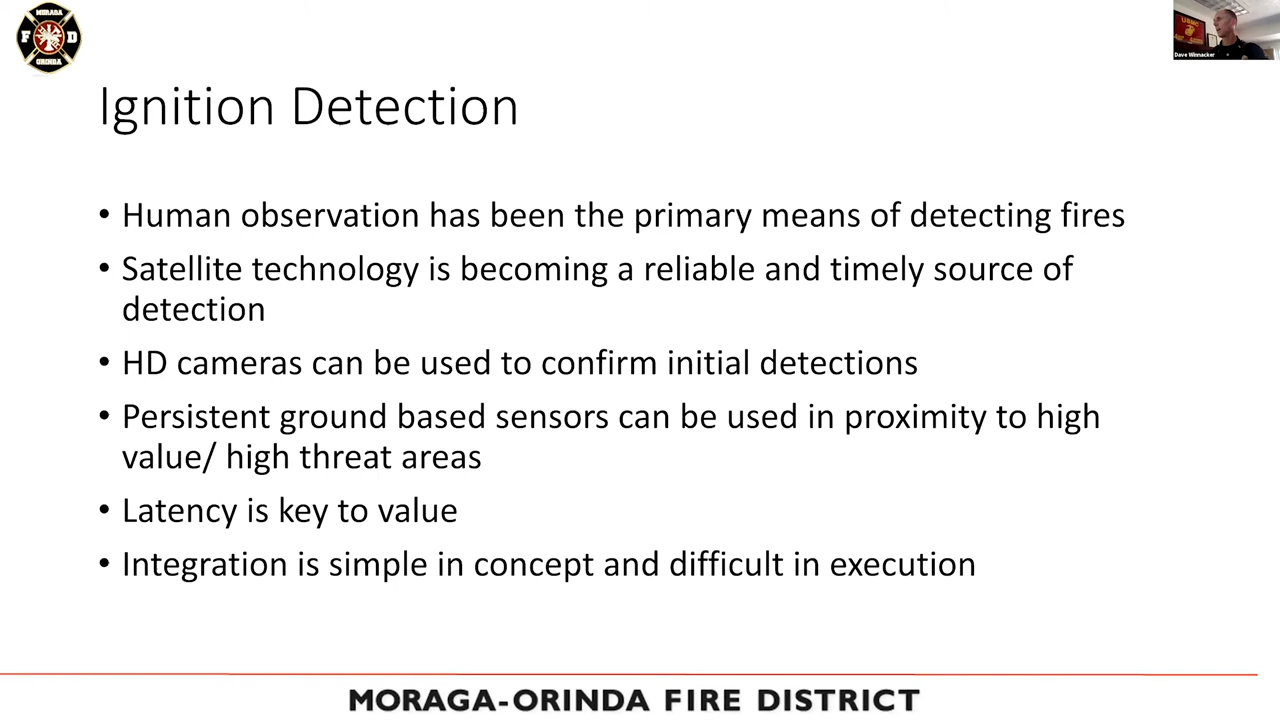 MORAGA
F D
ORINDA
USMC
Dave Winnacker
Ignition Detection
• Human observation has been the primary means of detecting fires
• Satellite technology is becoming a reliable and timely source of
detection
• HD cameras can be used to confirm initial detections
• Persistent ground based sensors can be used in proximity to high
value/ high threat areas
• Latency is key to value
• Integration is simple in concept and difficult in execution
MORAGA-ORINDA FIRE DISTRICT